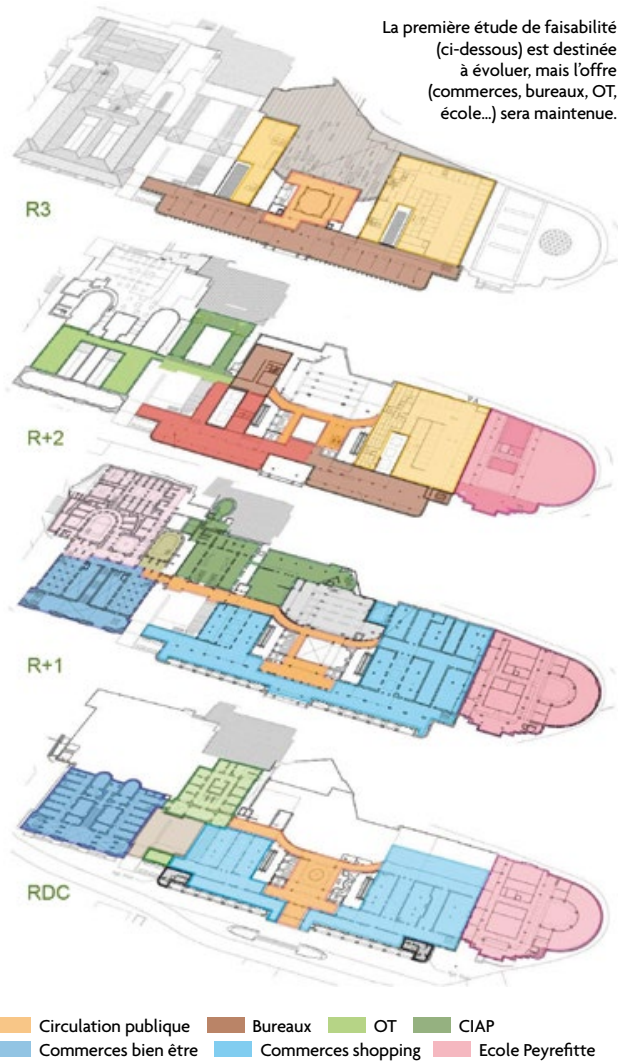 La première étude de faisabilité
(ci-dessous) est destinée
à évoluer, mais l'offre
(commerces, bureaux, OT,
école...) sera maintenue.
R3
R+2
R+1
RDC
Circulation publique Bureaux OT CIAP
Commerces bien être Commerces shopping Ecole Peyrefitte